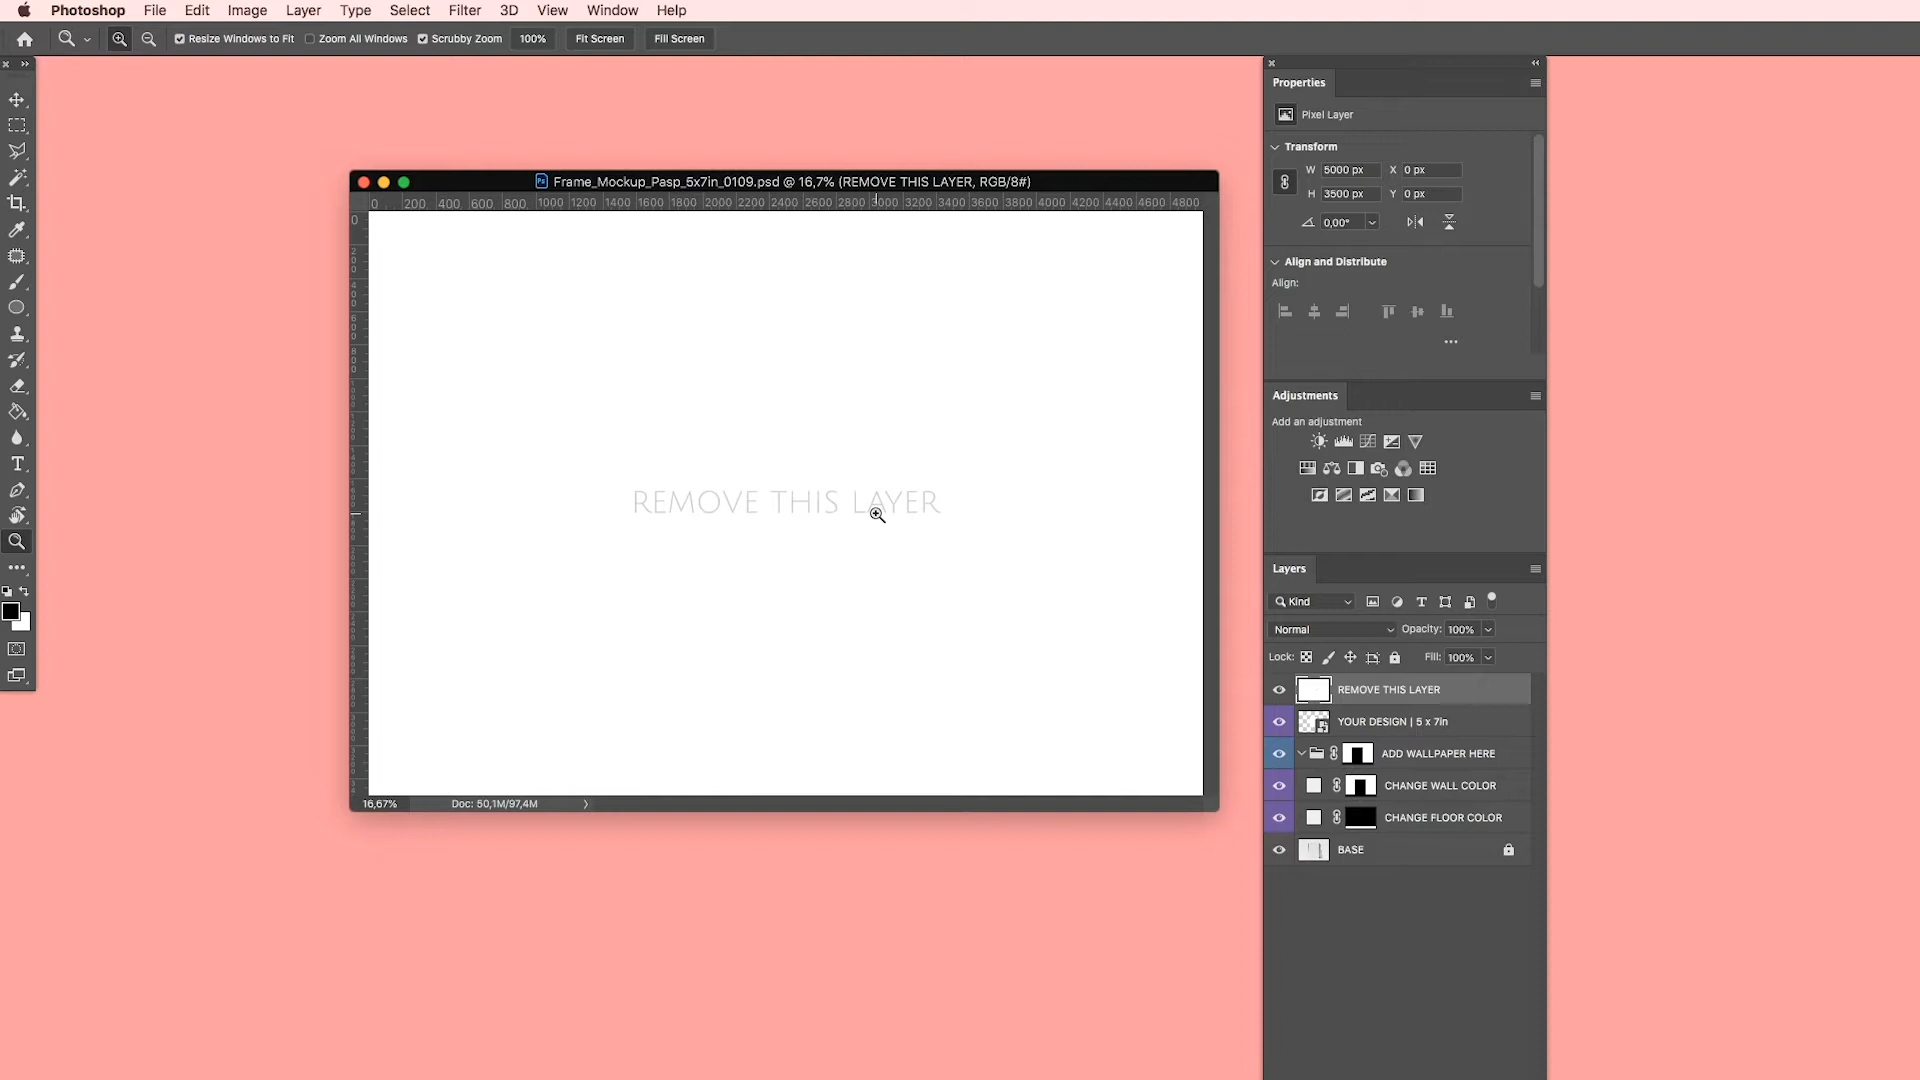 Photoshop File Edit Image Layer Type Select Filter 3D View Window Help
Resize Windows to Fit Zoom All Windows Scrubby Zoom 100% Fit Screen Fill Screen
Properties
Pixel Layer
Transform
W 5000 px X 0 px
H 3500 px Y 0 px
0,00°
Align and Distribute
Align:
Frame_Mockup_Pasp_5x7in_0109.psd @ 16,7% (REMOVE THIS LAYER, RGB/8#)
0 200 400 600 800 1000 1200 1400 1600 1800 2000 2200 2400 2600 2800 3000 3200 3400 3600 3800 4000 4200 4400 4600 4800
REMOVE THIS LAYER
16,67% Doc: 50,1M/97,4M
Adjustments
Add an adjustment
Layers
Kind
Normal Opacity: 100%
Lock: Fill: 100%
REMOVE THIS LAYER
YOUR DESIGN | 5 x 7in
ADD WALLPAPER HERE
CHANGE WALL COLOR
CHANGE FLOOR COLOR
BASE